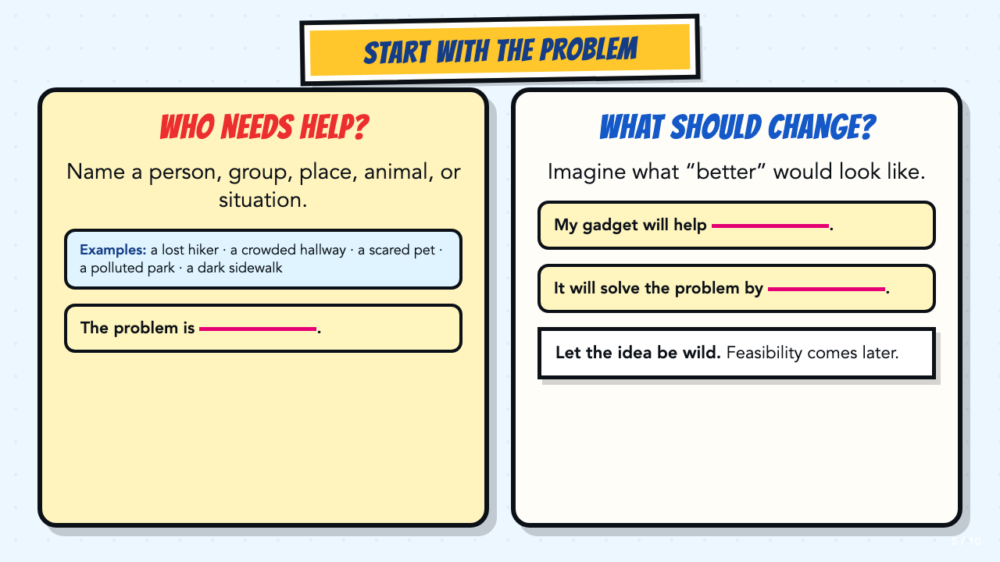 START WITH THE PROBLEM
WHO NEEDS HELP?
Name a person, group, place, animal, or
situation.
Examples: a lost hiker · a crowded hallway · a scared pet ·
a polluted park · a dark sidewalk
The problem is ________.
WHAT SHOULD CHANGE?
Imagine what “better” would look like.
My gadget will help ________.
It will solve the problem by ________.
Let the idea be wild. Feasibility comes later.
5 / 10